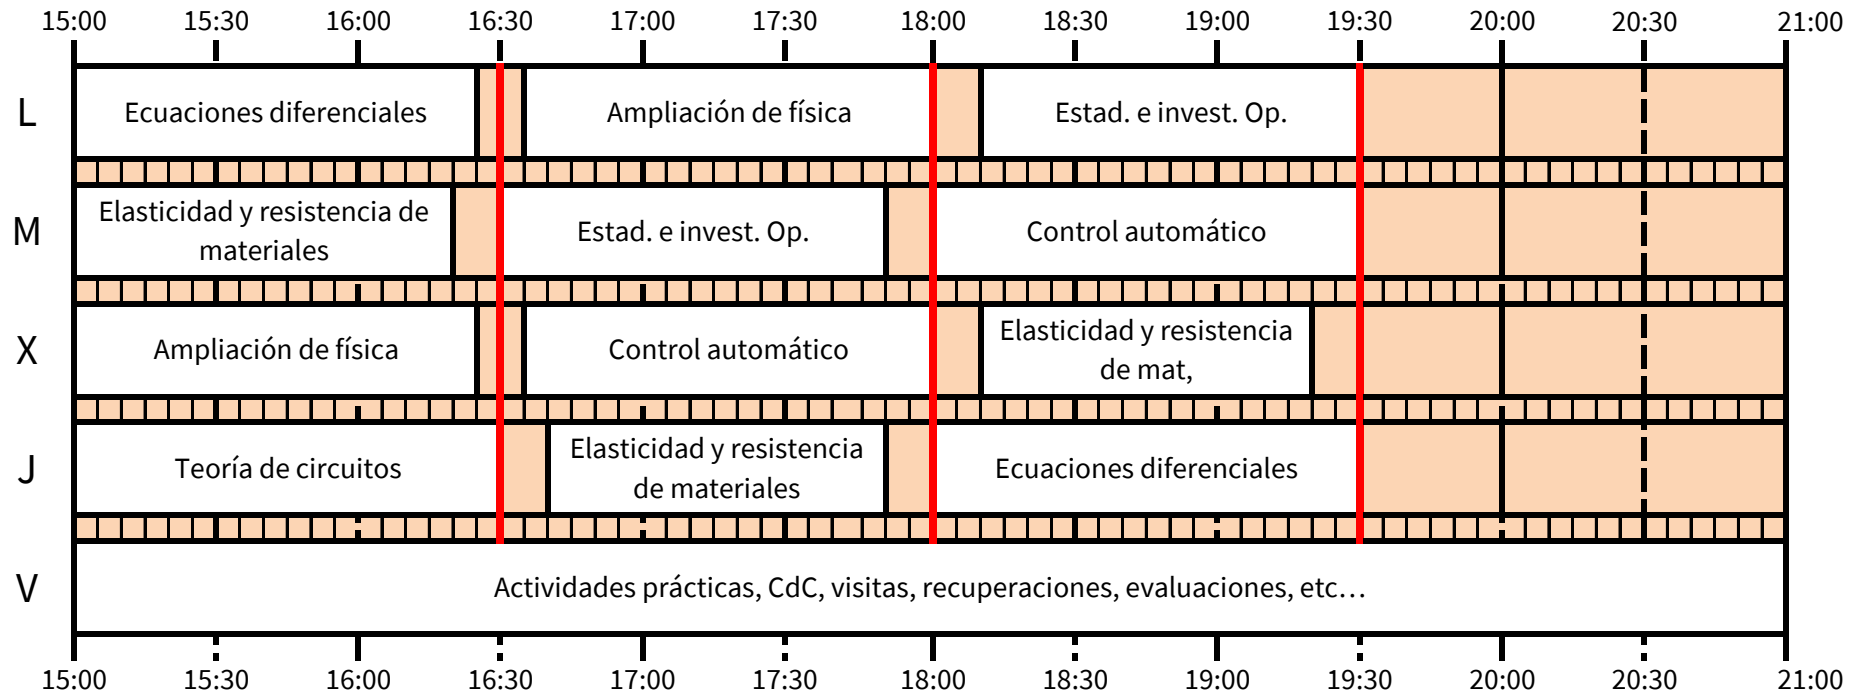 15:00 15:30 16:00 16:30 17:00 17:30 18:00 18:30 19:00 19:30 20:00 20:30 21:00
L
Ecuaciones diferenciales
Ampliación de física
Estad. e invest. Op.
M
Elasticidad y resistencia de
materiales
Estad. e invest. Op.
Control automático
X
Ampliación de física
Control automático
Elasticidad y resistencia
de mat,
J
Teoría de circuitos
Elasticidad y resistencia
de materiales
Ecuaciones diferenciales
V
Actividades prácticas, CdC, visitas, recuperaciones, evaluaciones, etc…
15:00 15:30 16:00 16:30 17:00 17:30 18:00 18:30 19:00 19:30 20:00 20:30 21:00